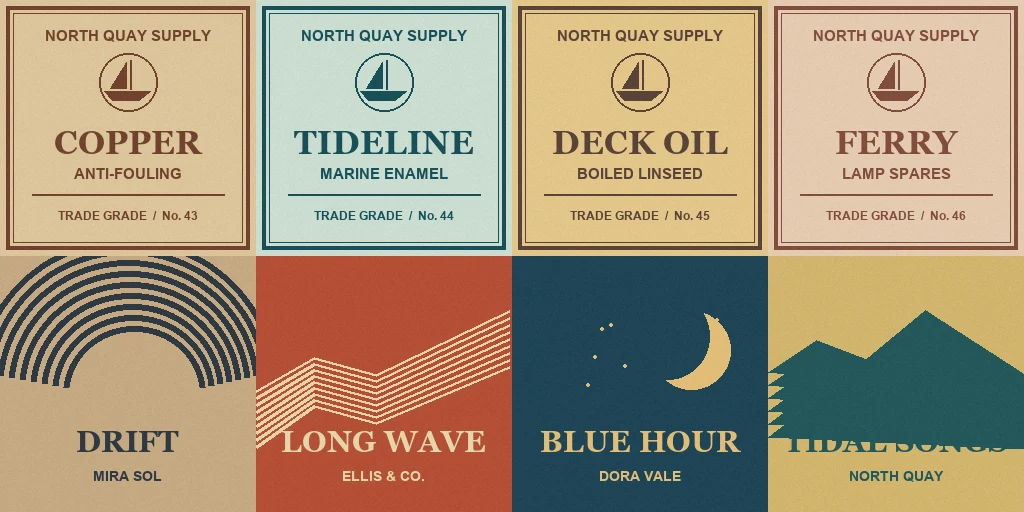 NORTH QUAY SUPPLY
COPPER
ANTI-FOULING
TRADE GRADE / No. 43
NORTH QUAY SUPPLY
TIDELINE
MARINE ENAMEL
TRADE GRADE / No. 44
NORTH QUAY SUPPLY
DECK OIL
BOILED LINSEED
TRADE GRADE / No. 45
NORTH QUAY SUPPLY
FERRY
LAMP SPARES
TRADE GRADE / No. 46
DRIFT
MIRA SOL
LONG WAVE
ELLIS & CO.
BLUE HOUR
DORA VALE
TIDAL SONGS
NORTH QUAY